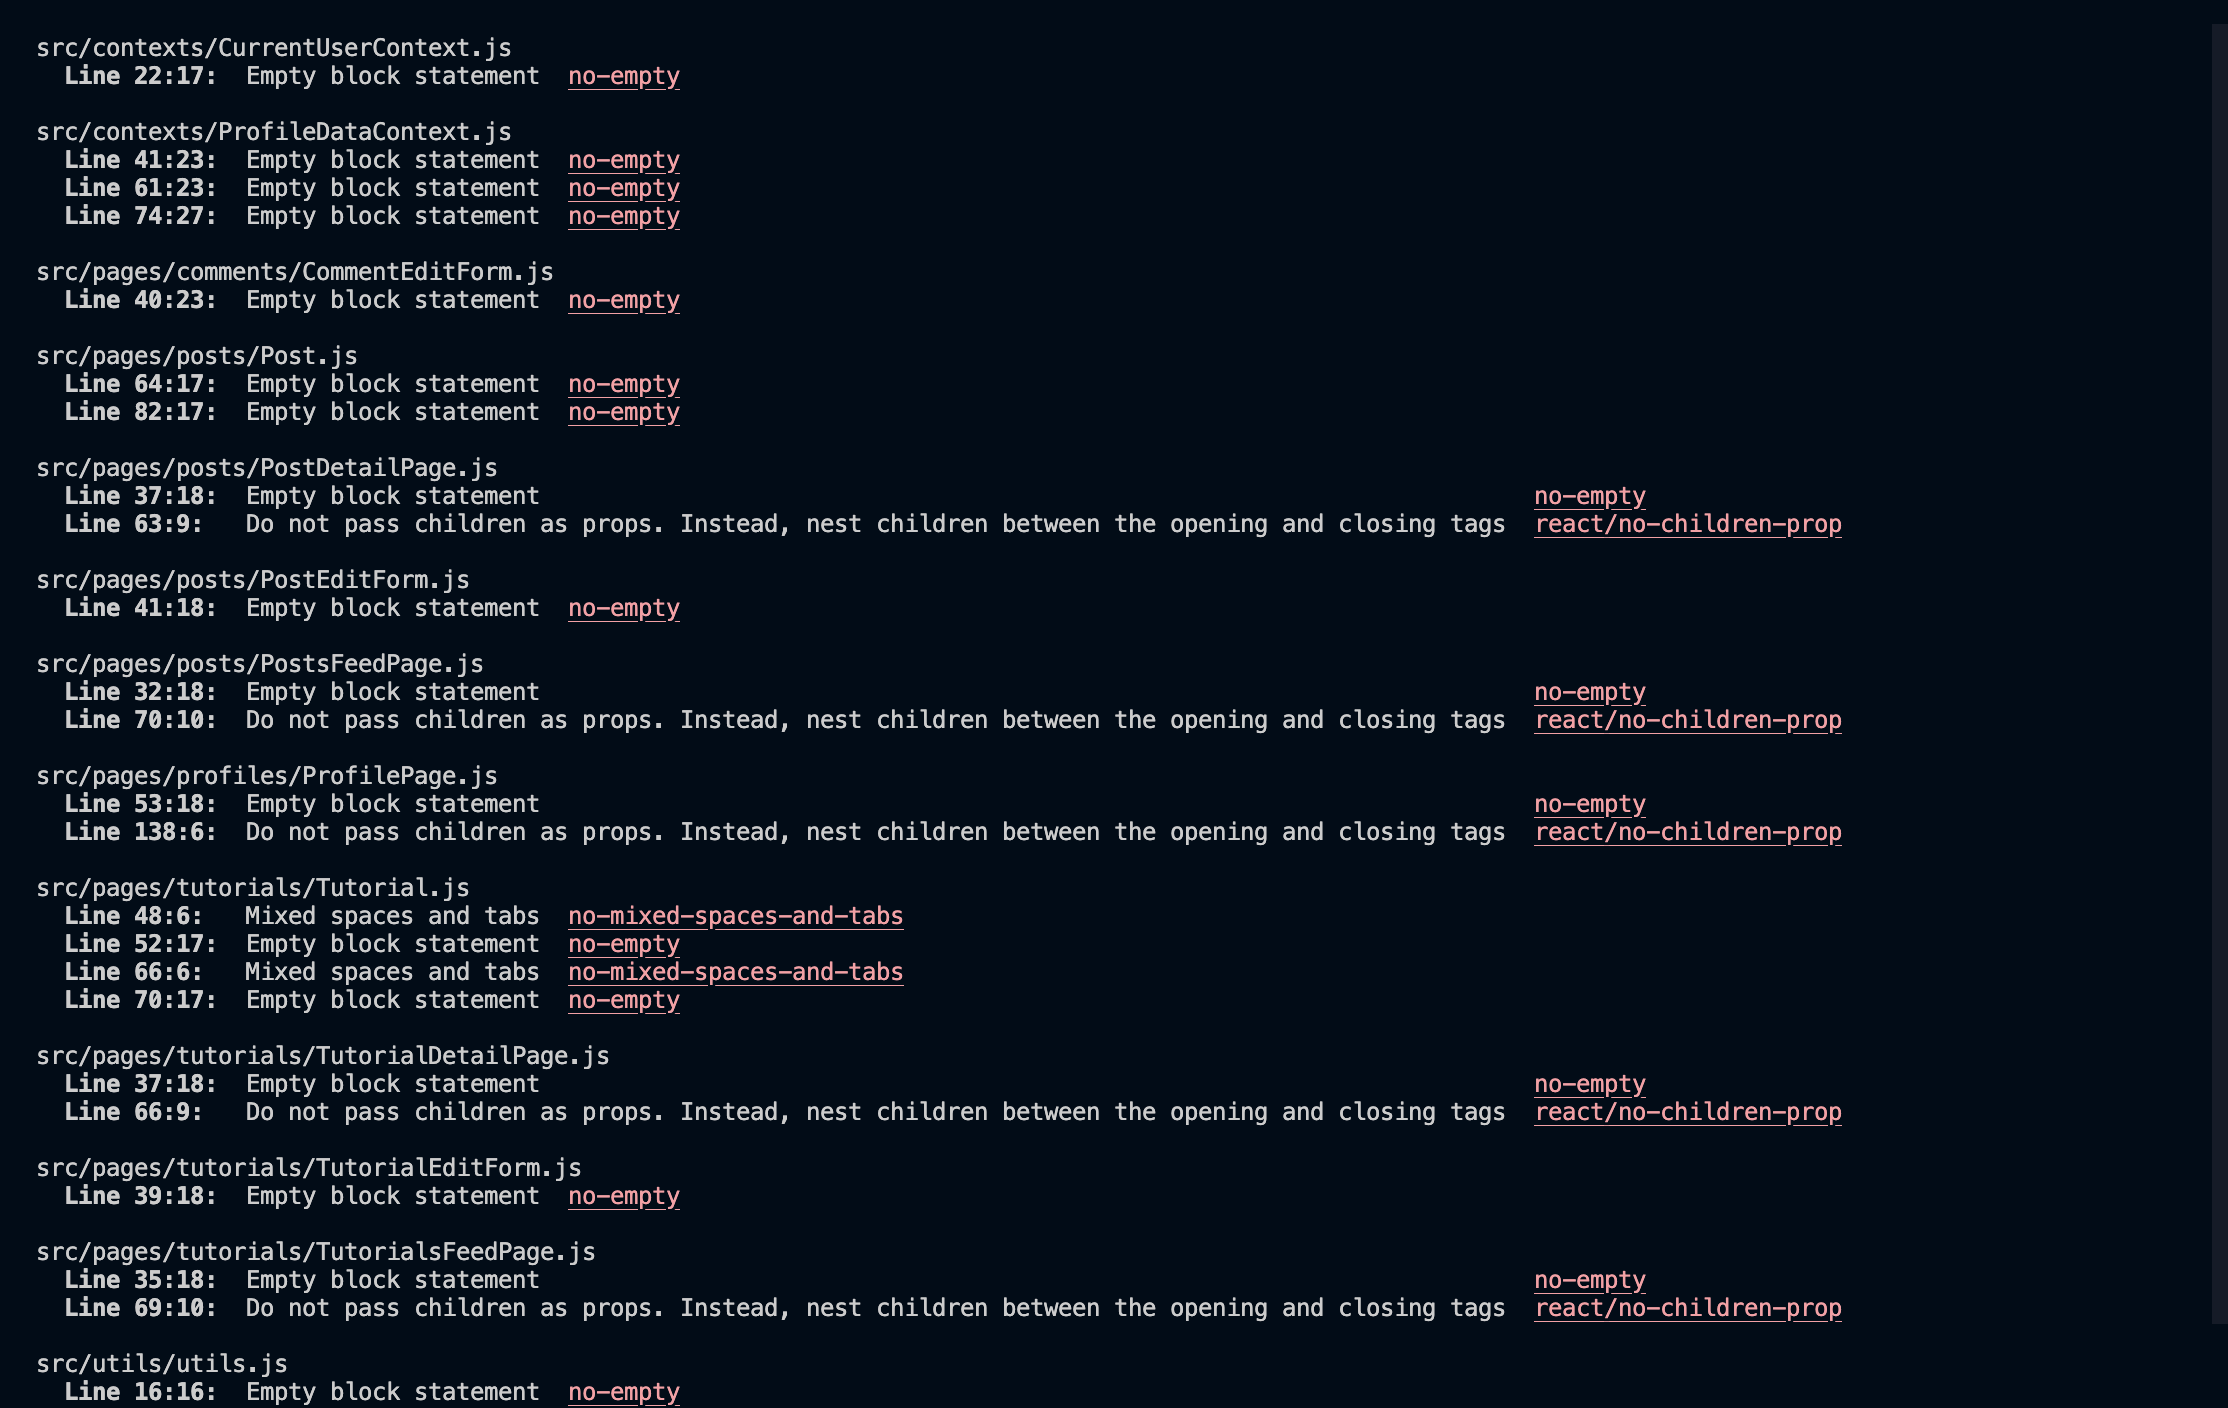 src/contexts/CurrentUserContext.js
  Line 22:17:  Empty block statement  no-empty

src/contexts/ProfileDataContext.js
  Line 41:23:  Empty block statement  no-empty
  Line 61:23:  Empty block statement  no-empty
  Line 74:27:  Empty block statement  no-empty

src/pages/comments/CommentEditForm.js
  Line 40:23:  Empty block statement  no-empty

src/pages/posts/Post.js
  Line 64:17:  Empty block statement  no-empty
  Line 82:17:  Empty block statement  no-empty

src/pages/posts/PostDetailPage.js
  Line 37:18:  Empty block statement  no-empty
  Line 63:9:   Do not pass children as props. Instead, nest children between the opening and closing tags  react/no-children-prop

src/pages/posts/PostEditForm.js
  Line 41:18:  Empty block statement  no-empty

src/pages/posts/PostsFeedPage.js
  Line 32:18:  Empty block statement  no-empty
  Line 70:10:  Do not pass children as props. Instead, nest children between the opening and closing tags  react/no-children-prop

src/pages/profiles/ProfilePage.js
  Line 53:18:  Empty block statement  no-empty
  Line 138:6:  Do not pass children as props. Instead, nest children between the opening and closing tags  react/no-children-prop

src/pages/tutorials/Tutorial.js
  Line 48:6:   Mixed spaces and tabs  no-mixed-spaces-and-tabs
  Line 52:17:  Empty block statement  no-empty
  Line 66:6:   Mixed spaces and tabs  no-mixed-spaces-and-tabs
  Line 70:17:  Empty block statement  no-empty

src/pages/tutorials/TutorialDetailPage.js
  Line 37:18:  Empty block statement  no-empty
  Line 66:9:   Do not pass children as props. Instead, nest children between the opening and closing tags  react/no-children-prop

src/pages/tutorials/TutorialEditForm.js
  Line 39:18:  Empty block statement  no-empty

src/pages/tutorials/TutorialsFeedPage.js
  Line 35:18:  Empty block statement  no-empty
  Line 69:10:  Do not pass children as props. Instead, nest children between the opening and closing tags  react/no-children-prop

src/utils/utils.js
  Line 16:16:  Empty block statement  no-empty